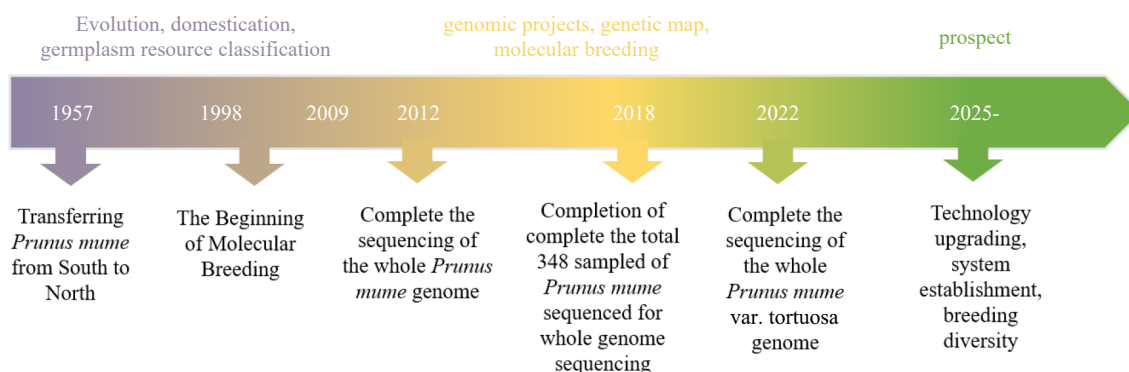 Evolution, domestication,
germplasm resource classification
genomic projects, genetic map,
molecular breeding
prospect
1957
1998
2009
2012
2018
2022
2025-
Transferring
Prunus mume
from South to
North
The Beginning
of Molecular
Breeding
Complete the
sequencing of
the whole Prunus
mume genome
Completion of
complete the total
348 sampled of
Prunus mume
sequenced for
whole genome
sequencing
Complete the
sequencing of
the whole
Prunus mume
var. tortuosa
genome
Technology
upgrading,
system
establishment,
breeding
diversity